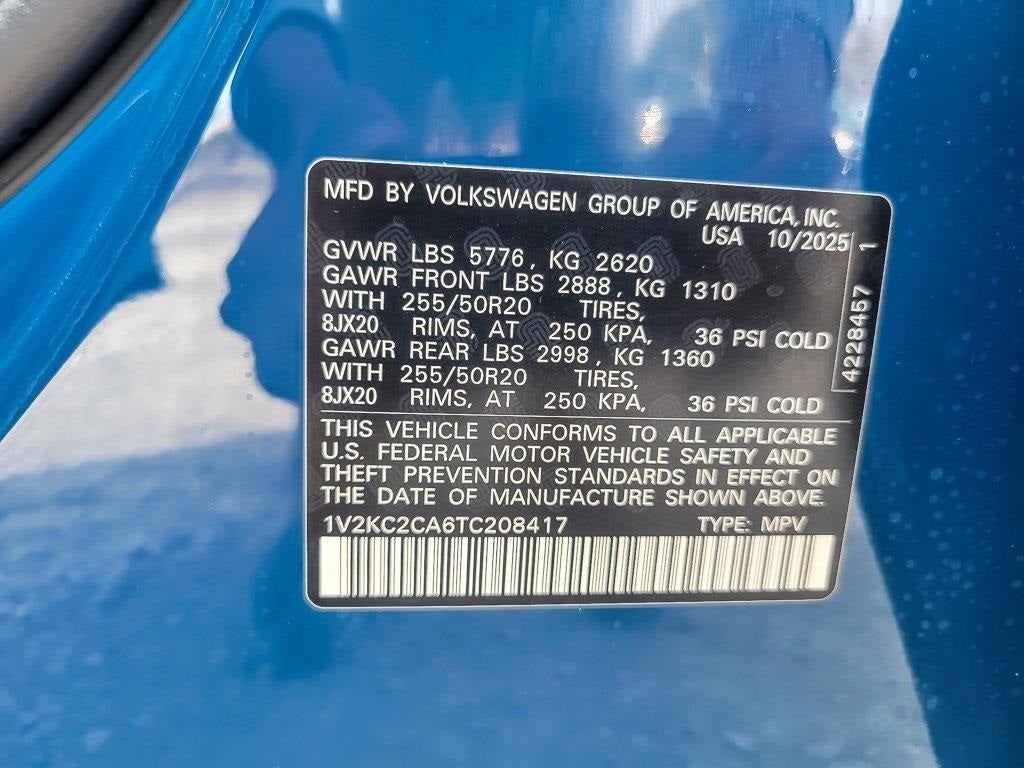 MFD BY VOLKSWAGEN GROUP OF AMERICA, INC.
USA 10/2025
GVWR LBS 5776, KG 2620
GAWR FRONT LBS 2888, KG 1310
WITH 255/50R20 TIRES,
8JX20 RIMS, AT 250 KPA, 36 PSI COLD
GAWR REAR LBS 2998, KG 1360
WITH 255/50R20 TIRES,
8JX20 RIMS, AT 250 KPA, 36 PSI COLD
THIS VEHICLE CONFORMS TO ALL APPLICABLE
U.S. FEDERAL MOTOR VEHICLE SAFETY AND
THEFT PREVENTION STANDARDS IN EFFECT ON
THE DATE OF MANUFACTURE SHOWN ABOVE.
1V2KC2CA6TC208417 TYPE: MPV
4228457 1